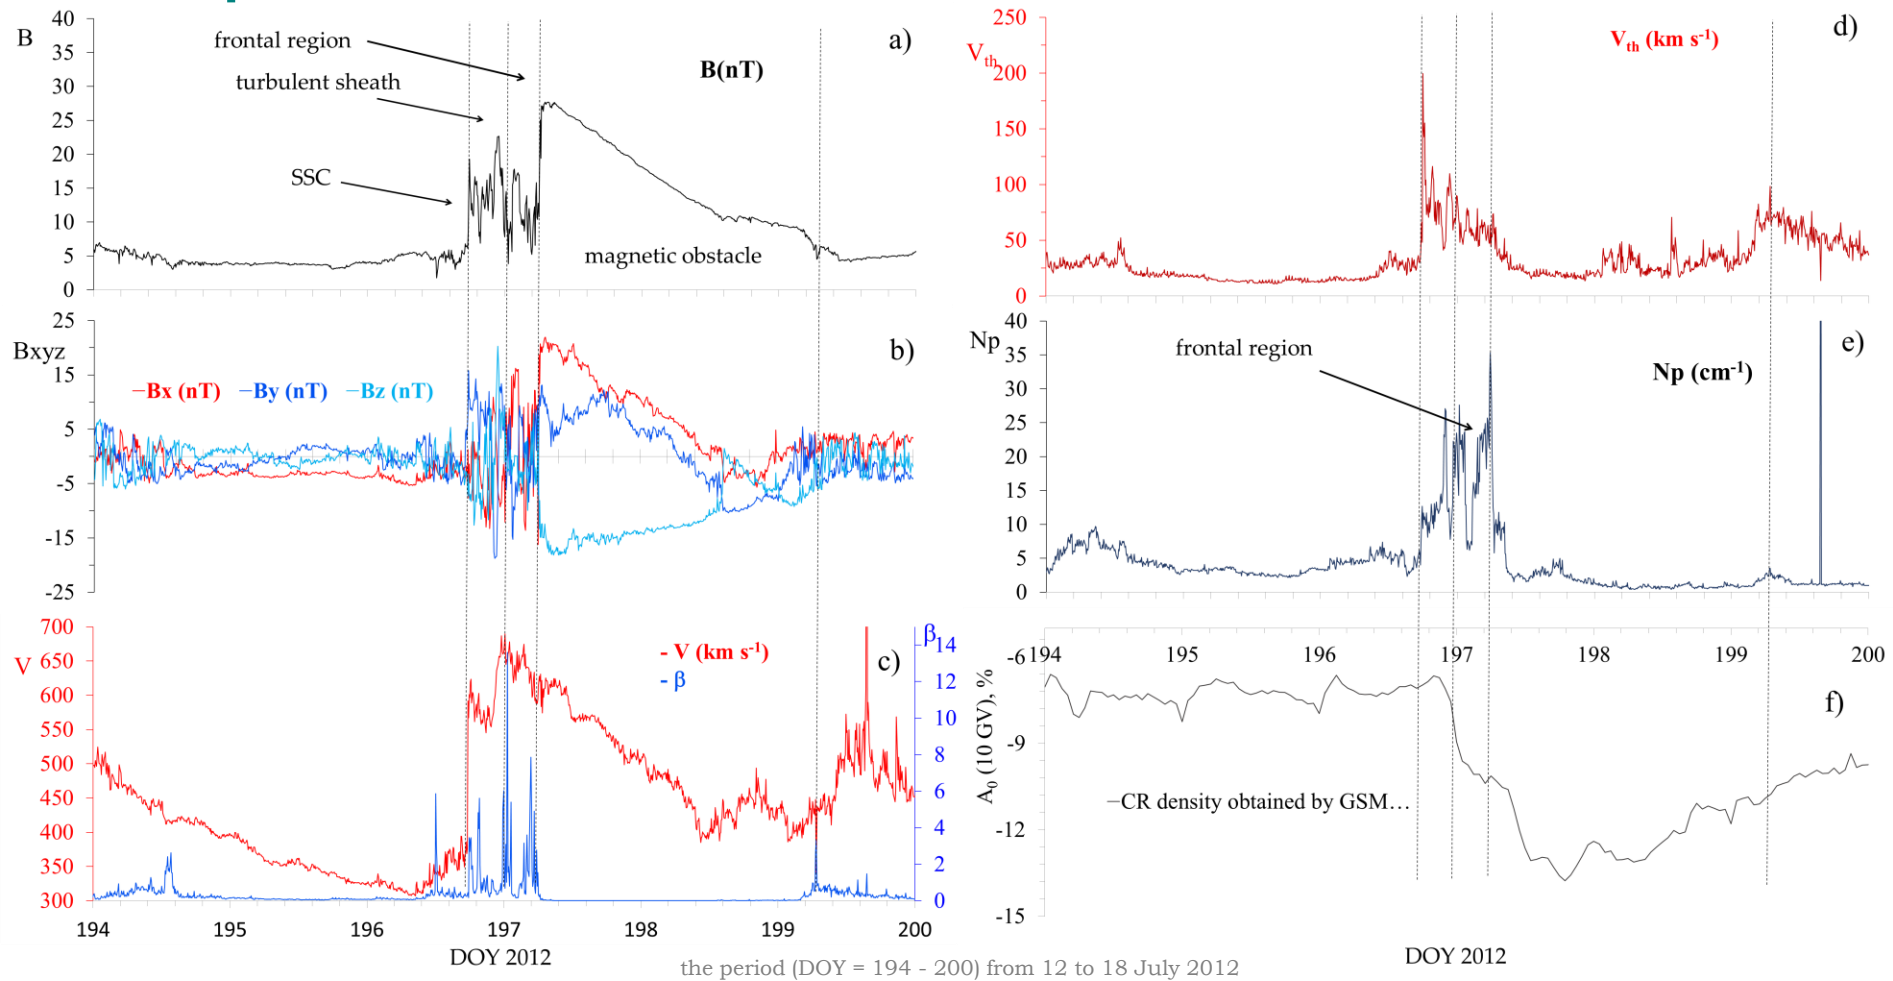 40
35
30
25
20
15
10
5
0
B
frontal region
turbulent sheath
SSC
B(nT)
magnetic obstacle
a)
25
15
5
-5
-15
-25
Bxyz
−Bx (nT) −By (nT) −Bz (nT)
b)
700
650
600
550
500
450
400
350
300
V
- V (km s⁻¹)
- β
c)
β
14
12
10
8
6
4
2
0
194 195 196 197 198 199 200
DOY 2012
250
200
150
100
50
0
Vth
Vth (km s⁻¹)
d)
40
35
30
25
20
15
10
5
0
Np
frontal region
Np (cm⁻¹)
e)
194 195 196 197 198 199 200
-6
-9
-12
-15
A₀ (10 GV), %
−CR density obtained by GSM…
f)
DOY 2012
the period (DOY = 194 - 200) from 12 to 18 July 2012